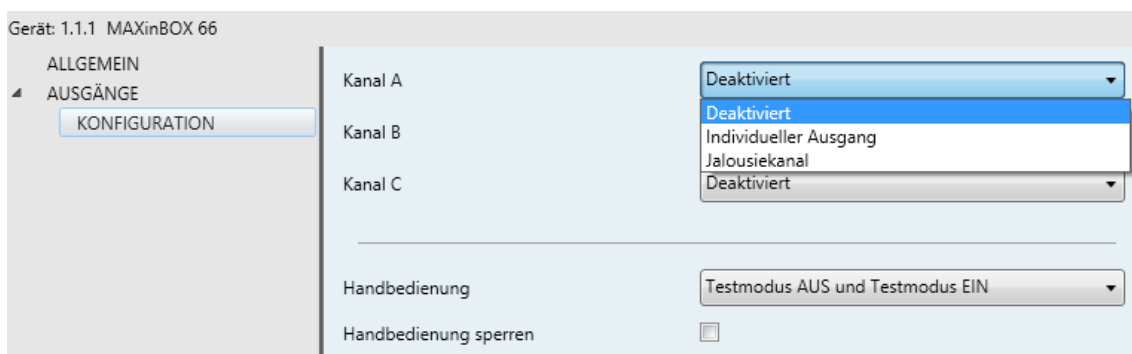 Gerät: 1.1.1 MAXinBOX 66
ALLGEMEIN
AUSGÄNGE
KONFIGURATION
Kanal A
Deaktiviert
Deaktiviert
Individueller Ausgang
Jalousiekanal
Kanal B
Kanal C
Deaktiviert
Handbedienung
Testmodus AUS und Testmodus EIN
Handbedienung sperren